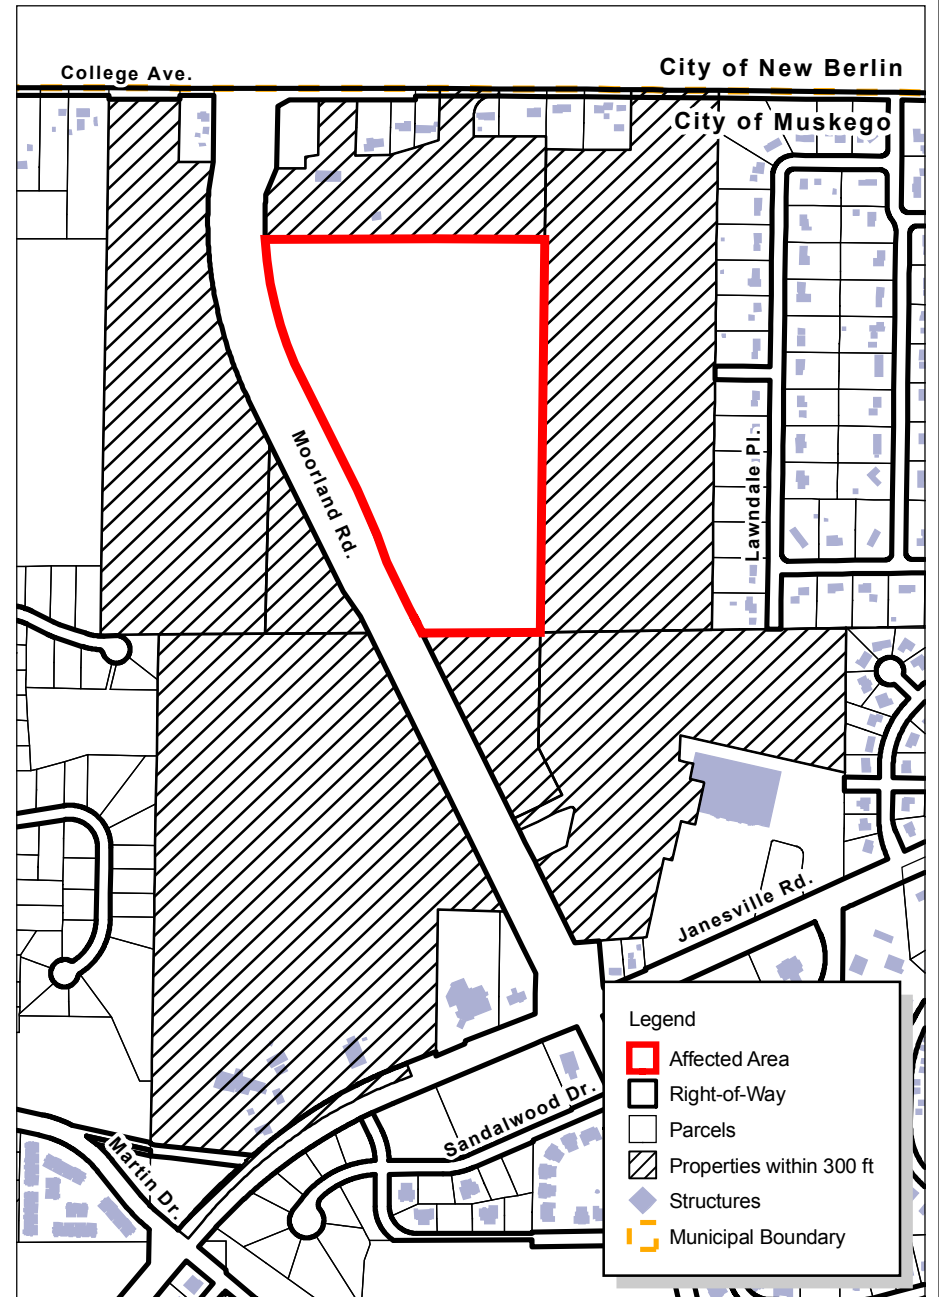 College Ave.
City of New Berlin
City of Muskego
Moorland Rd.
Lawndale Pl.
Janesville Rd.
Sandalwood Dr.
Martin Dr.
Legend
Affected Area
Right-of-Way
Parcels
Properties within 300 ft
Structures
Municipal Boundary